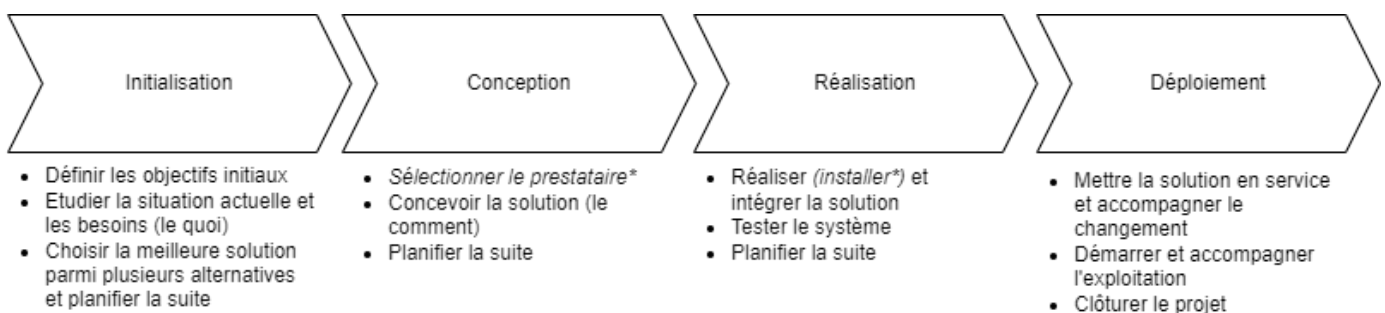 Initialisation
Conception
Réalisation
Déploiement
• Définir les objectifs initiaux
• Etudier la situation actuelle et
les besoins (le quoi)
• Choisir la meilleure solution
parmi plusieurs alternatives
et planifier la suite
• Sélectionner le prestataire*
• Concevoir la solution (le
comment)
• Planifier la suite
• Réaliser (installer*) et
intégrer la solution
• Tester le système
• Planifier la suite
• Mettre la solution en service
et accompagner le
changement
• Démarrer et accompagner
l'exploitation
• Clôturer le projet